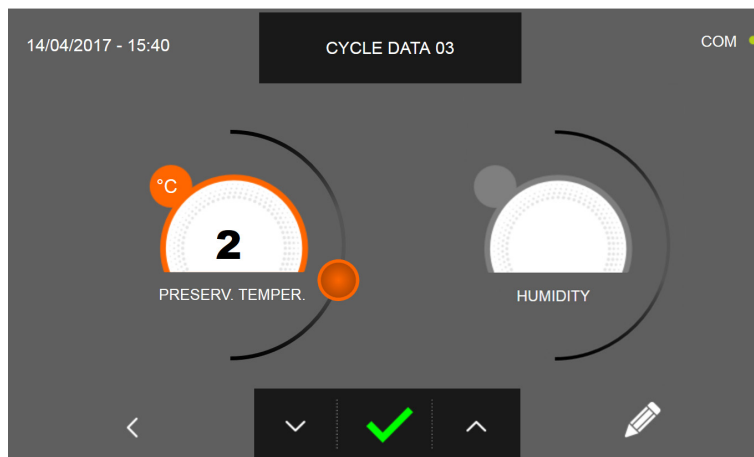 14/04/2017 - 15:40
CYCLE DATA 03
COM
°C
2
PRESERV. TEMPER.
HUMIDITY